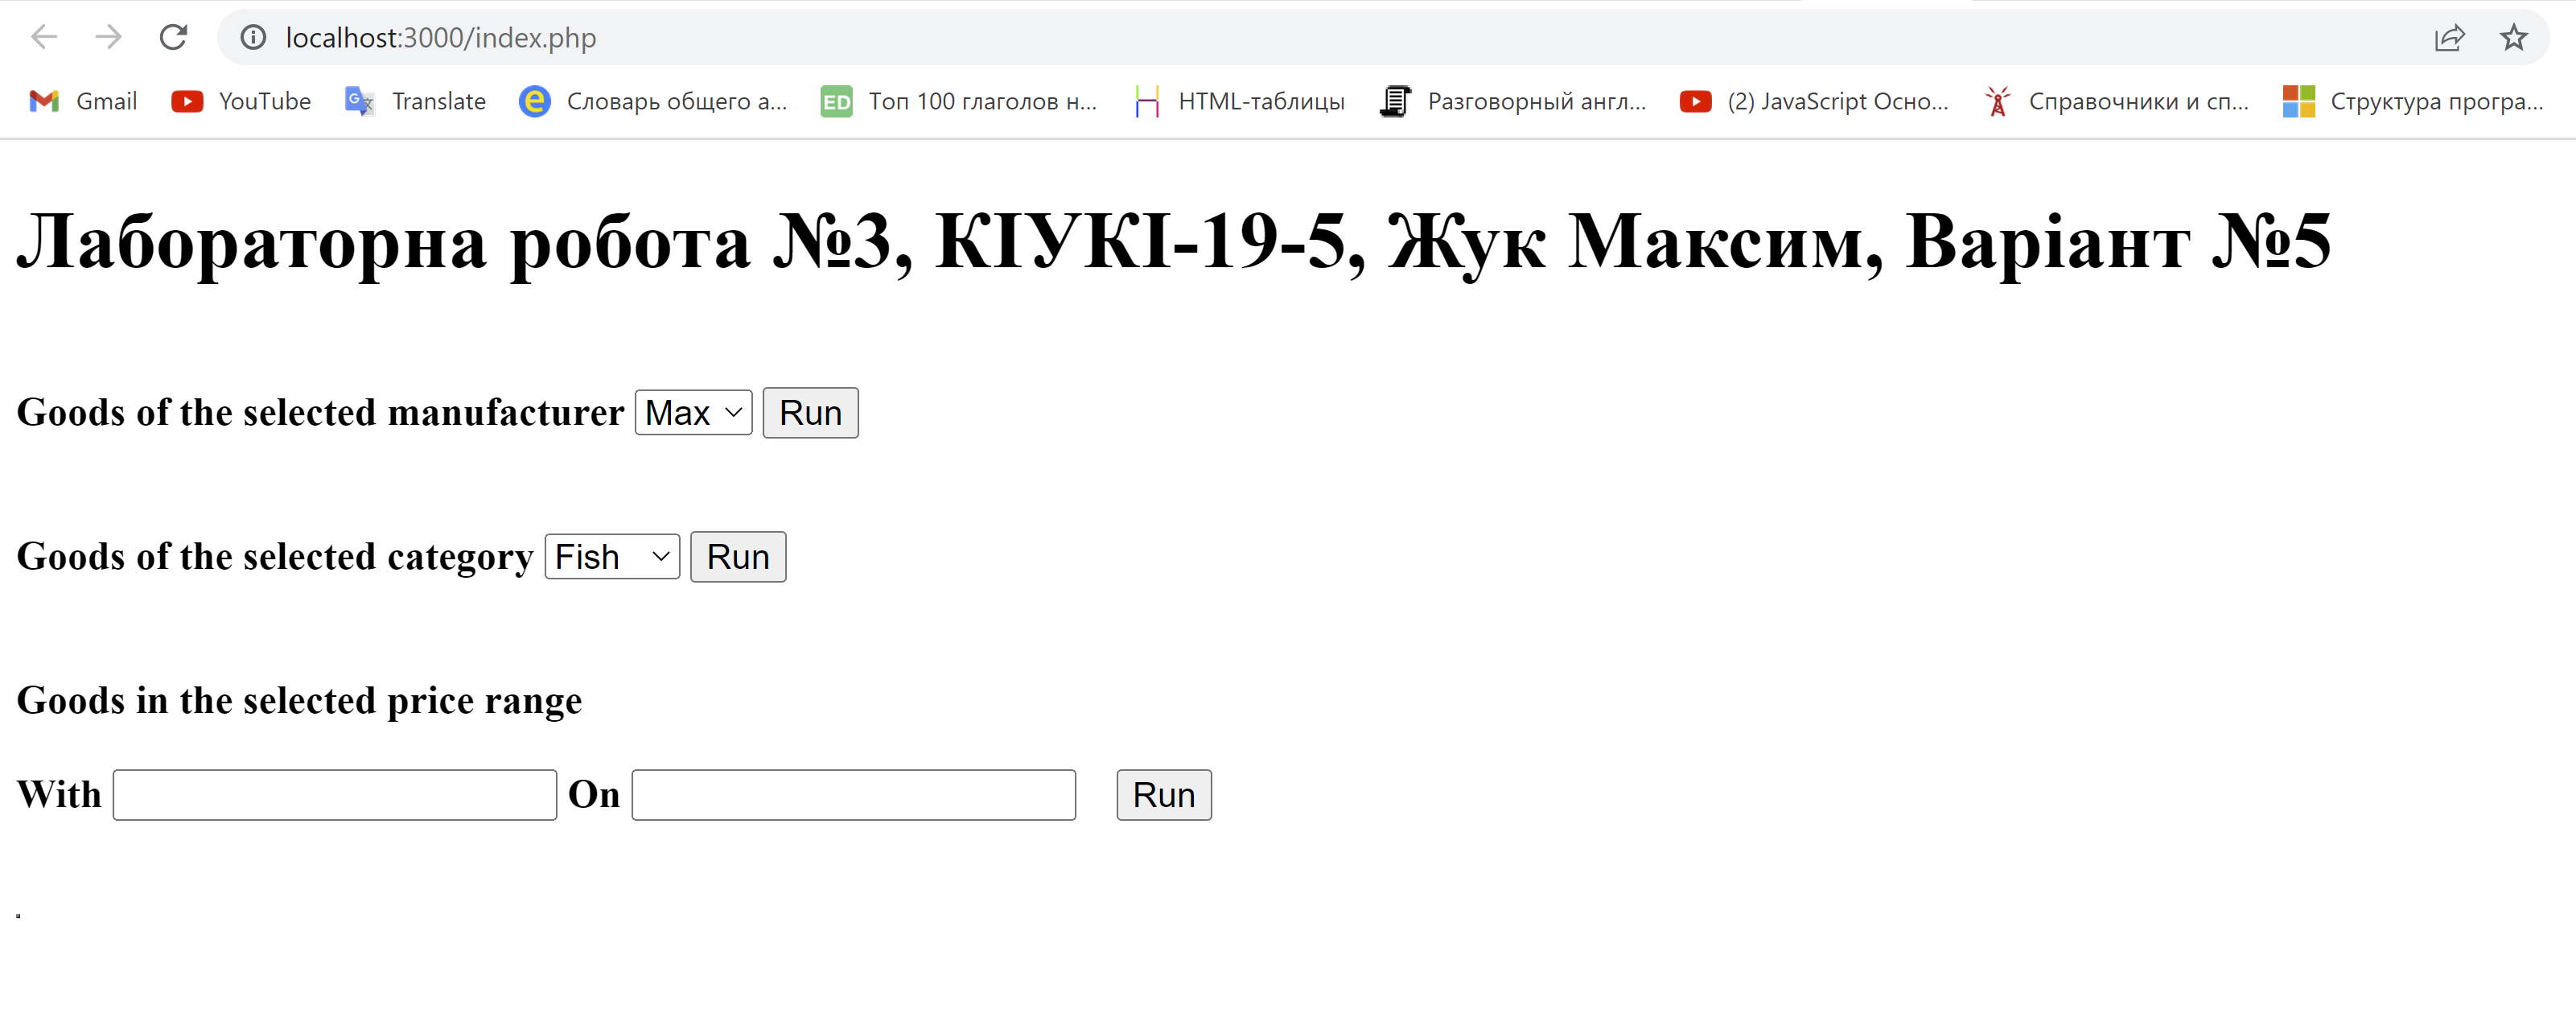 localhost:3000/index.php
Gmail YouTube Translate Словарь общего а... ED Топ 100 глаголов н... HTML-таблицы Разговорный англ... (2) JavaScript Осно... Справочники и сп... Структура програ...
Лабораторна робота №3, КІУКІ-19-5, Жук Максим, Варіант №5
Goods of the selected manufacturer Max Run
Goods of the selected category Fish Run
Goods in the selected price range
With On Run